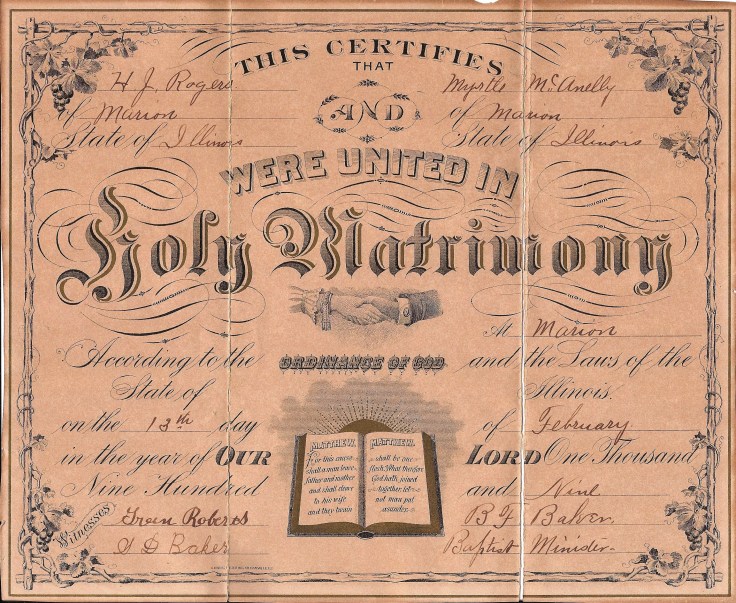 THIS CERTIFIES
THAT
H J. Rogers
Myrtle McAnelly
of Marion
AND
of Marion
State of Illinois
State of Illinois
WERE UNITED IN
Holy Matrimony
At Marion
According to the
ORDINANCE OF GOD
and the Laws of the
State of
Illinois.
on the 13th day
of February
in the year of OUR
LORD One Thousand
Nine Hundred
and Nine
MATTHEW.
For this cause
shall a man leave
father and mother
and shall cleave
to his wife
and they twain
MATTHEW.
shall be one
flesh. What therefore
God hath joined
together let
not man put
asunder.
Witnesses
Green Roberts
B F Baker
Baker
Baptist Minister.